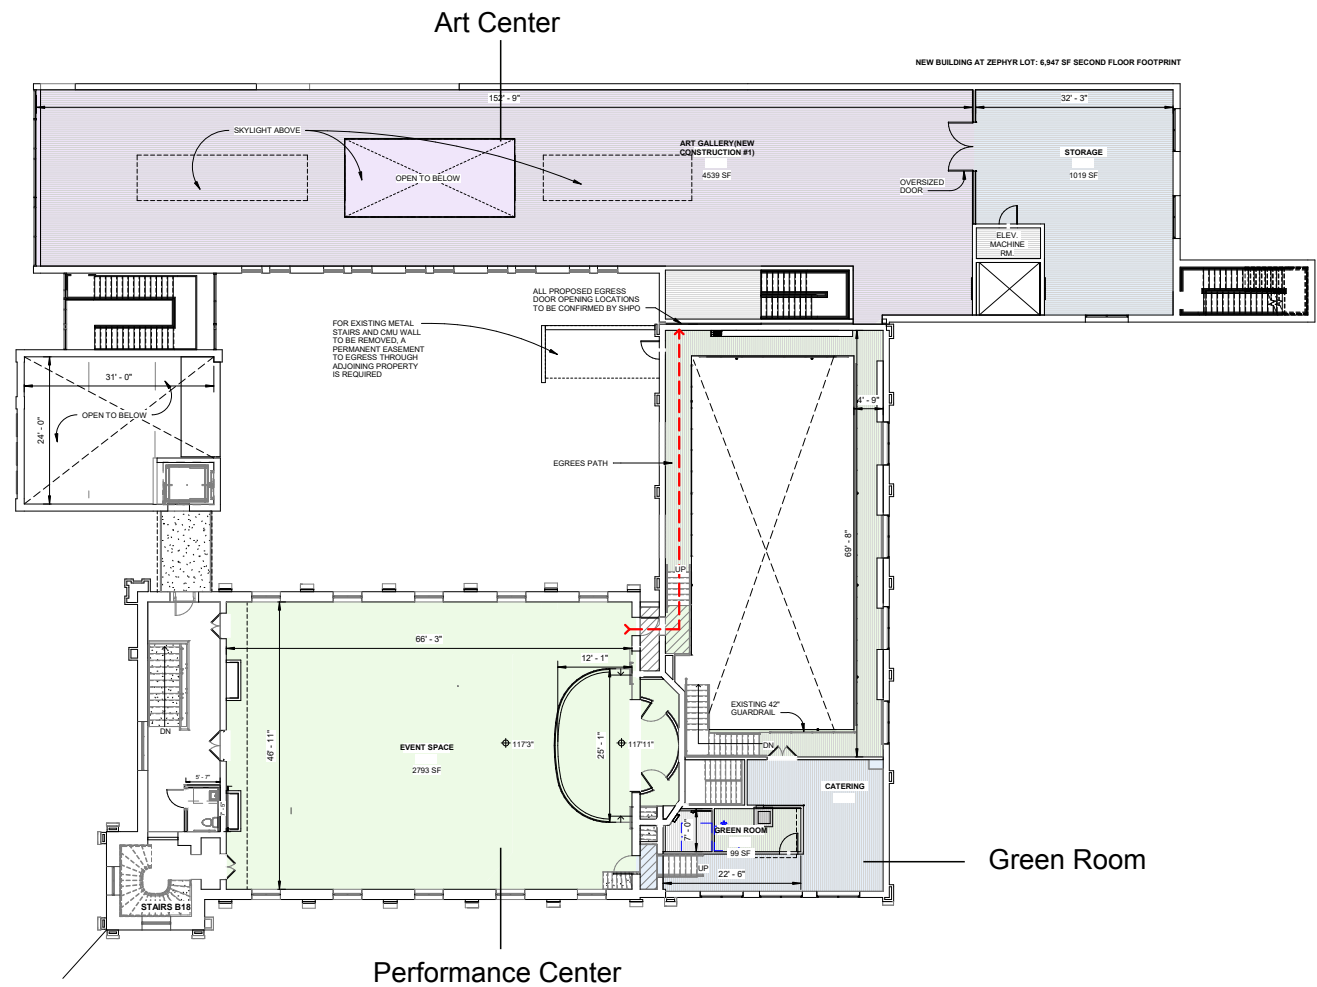 Art Center
NEW BUILDING AT ZEPHYR LOT: 6,947 SF SECOND FLOOR FOOTPRINT
152' - 9"
32' - 3"
SKYLIGHT ABOVE
ART GALLERY(NEW
CONSTRUCTION #1)
4539 SF
STORAGE
1019 SF
OPEN TO BELOW
OVERSIZED
DOOR
ELEV.
MACHINE
RM.
ALL PROPOSED EGRESS
DOOR OPENING LOCATIONS
TO BE CONFIRMED BY SHPO
FOR EXISTING METAL
STAIRS AND CMU WALL
TO BE REMOVED, A
PERMANENT EASEMENT
TO EGRESS THROUGH
ADJOINING PROPERTY
IS REQUIRED
31' - 0"
OPEN TO BELOW
24' - 0"
4' - 9"
EGREES PATH
69' - 8"
UP
66' - 3"
12' - 1"
EXISTING 42"
GUARDRAIL
DN
DN
46' - 11"
EVENT SPACE
2793 SF
117'3"
25' - 1"
117'11"
5' - 7"
CATERING
7' - 0"
GREEN ROOM
99 SF
UP
22' - 6"
Green Room
STAIRS B18
Performance Center